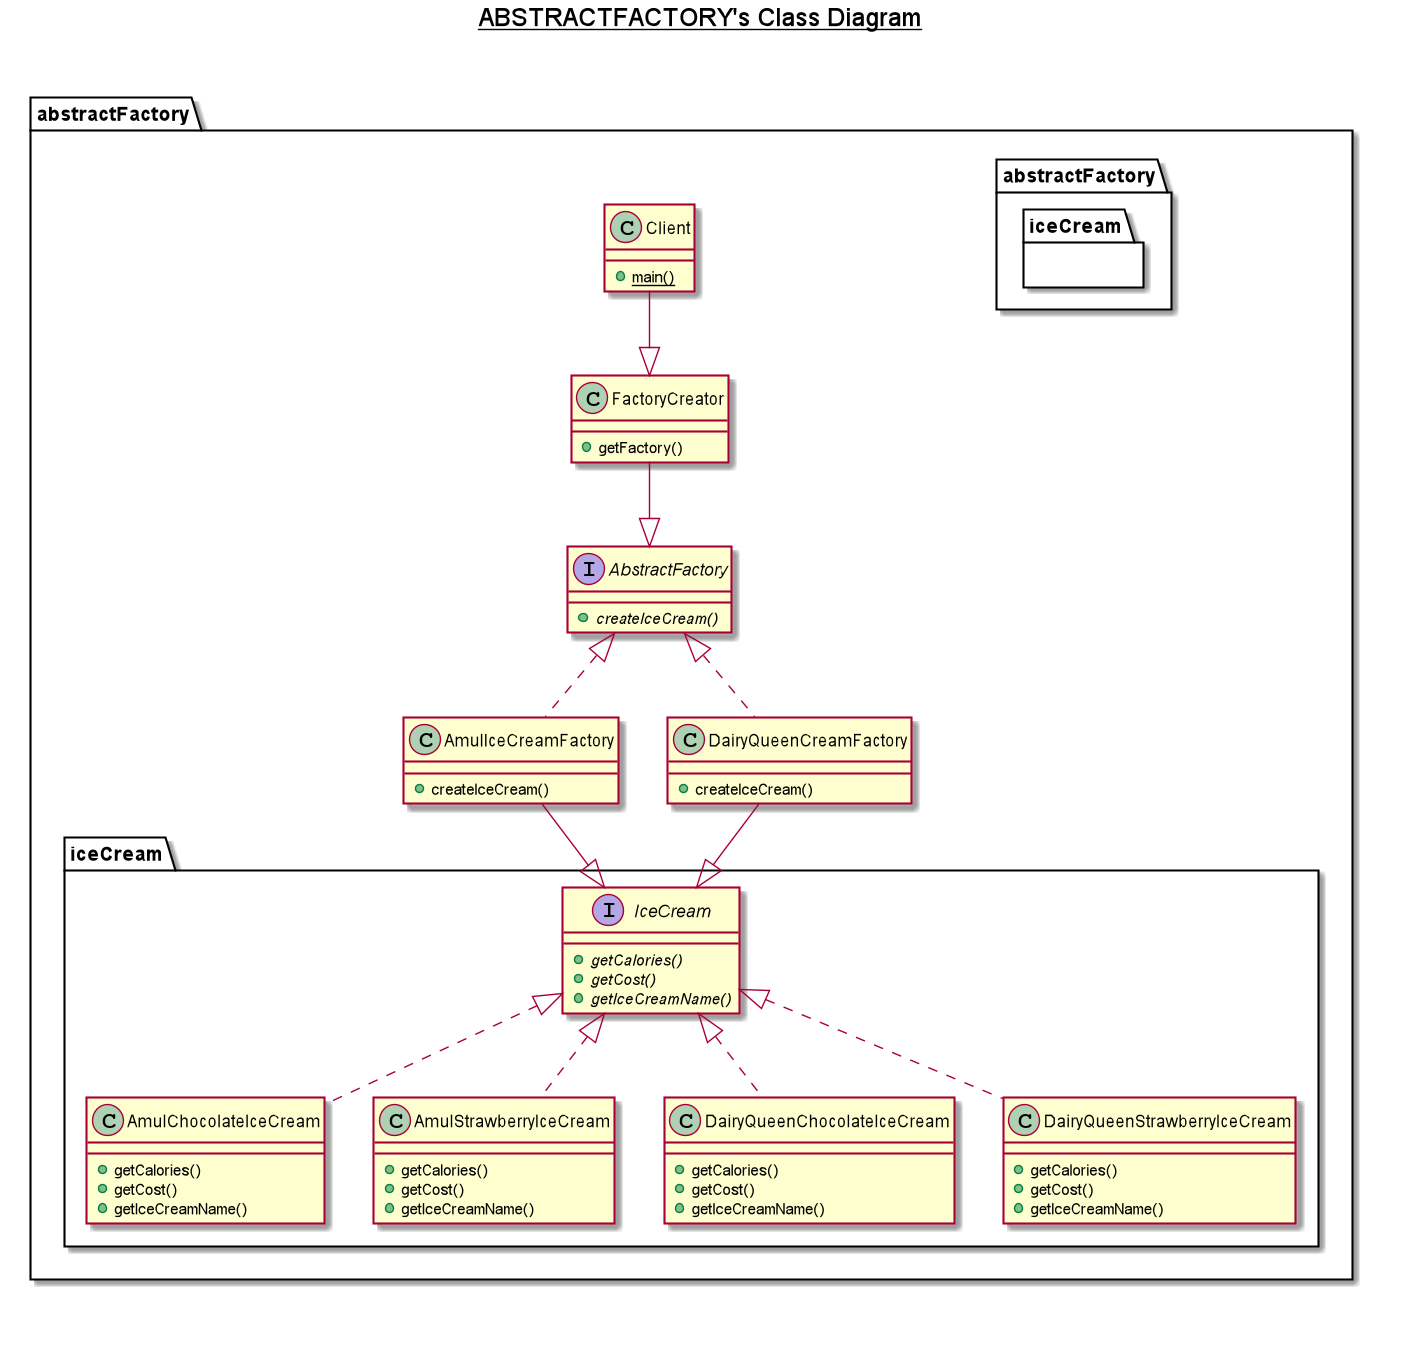 ABSTRACTFACTORY's Class Diagram
abstractFactory
abstractFactory
iceCream
C Client
main()
C FactoryCreator
getFactory()
I AbstractFactory
createIceCream()
C AmulIceCreamFactory
createIceCream()
C DairyQueenCreamFactory
createIceCream()
iceCream
I IceCream
getCalories()
getCost()
getIceCreamName()
C AmulChocolateIceCream
getCalories()
getCost()
getIceCreamName()
C AmulStrawberryIceCream
getCalories()
getCost()
getIceCreamName()
C DairyQueenChocolateIceCream
getCalories()
getCost()
getIceCreamName()
C DairyQueenStrawberryIceCream
getCalories()
getCost()
getIceCreamName()